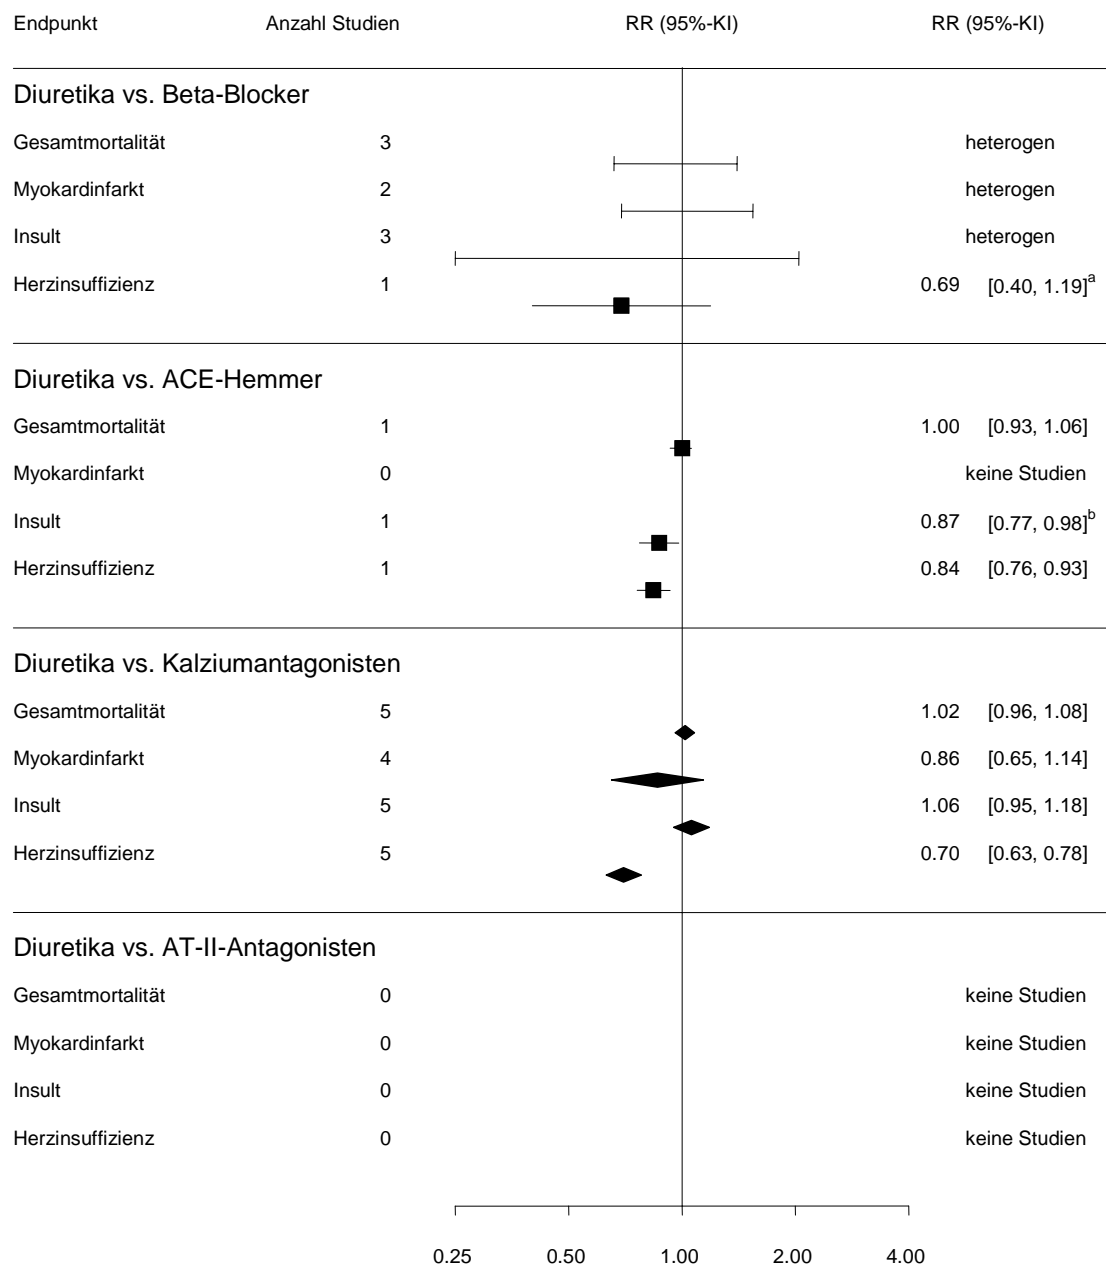 Endpunkt Anzahl Studien RR (95%-KI) RR (95%-KI)
Diuretika vs. Beta-Blocker
Gesamtmortalität 3 heterogen
Myokardinfarkt 2 heterogen
Insult 3 heterogen
Herzinsuffizienz 1 0.69 [0.40, 1.19]a
Diuretika vs. ACE-Hemmer
Gesamtmortalität 1 1.00 [0.93, 1.06]
Myokardinfarkt 0 keine Studien
Insult 1 0.87 [0.77, 0.98]b
Herzinsuffizienz 1 0.84 [0.76, 0.93]
Diuretika vs. Kalziumantagonisten
Gesamtmortalität 5 1.02 [0.96, 1.08]
Myokardinfarkt 4 0.86 [0.65, 1.14]
Insult 5 1.06 [0.95, 1.18]
Herzinsuffizienz 5 0.70 [0.63, 0.78]
Diuretika vs. AT-II-Antagonisten
Gesamtmortalität 0 keine Studien
Myokardinfarkt 0 keine Studien
Insult 0 keine Studien
Herzinsuffizienz 0 keine Studien
0.25 0.50 1.00 2.00 4.00